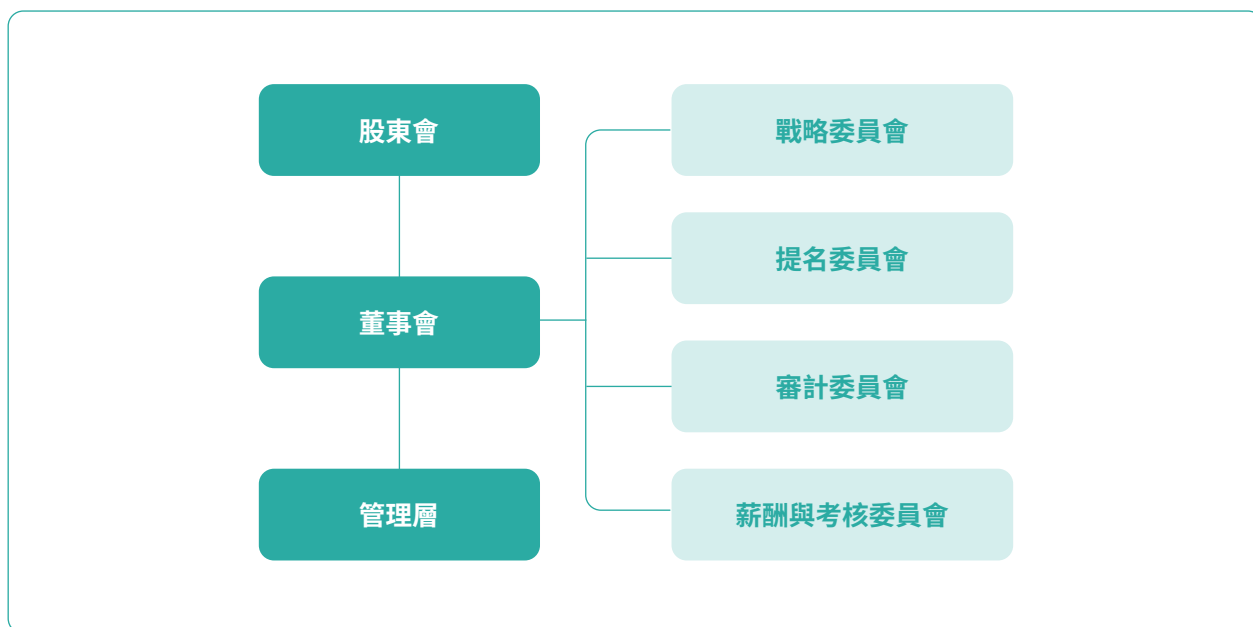 股東會
董事會
管理層
戰略委員會
提名委員會
審計委員會
薪酬與考核委員會